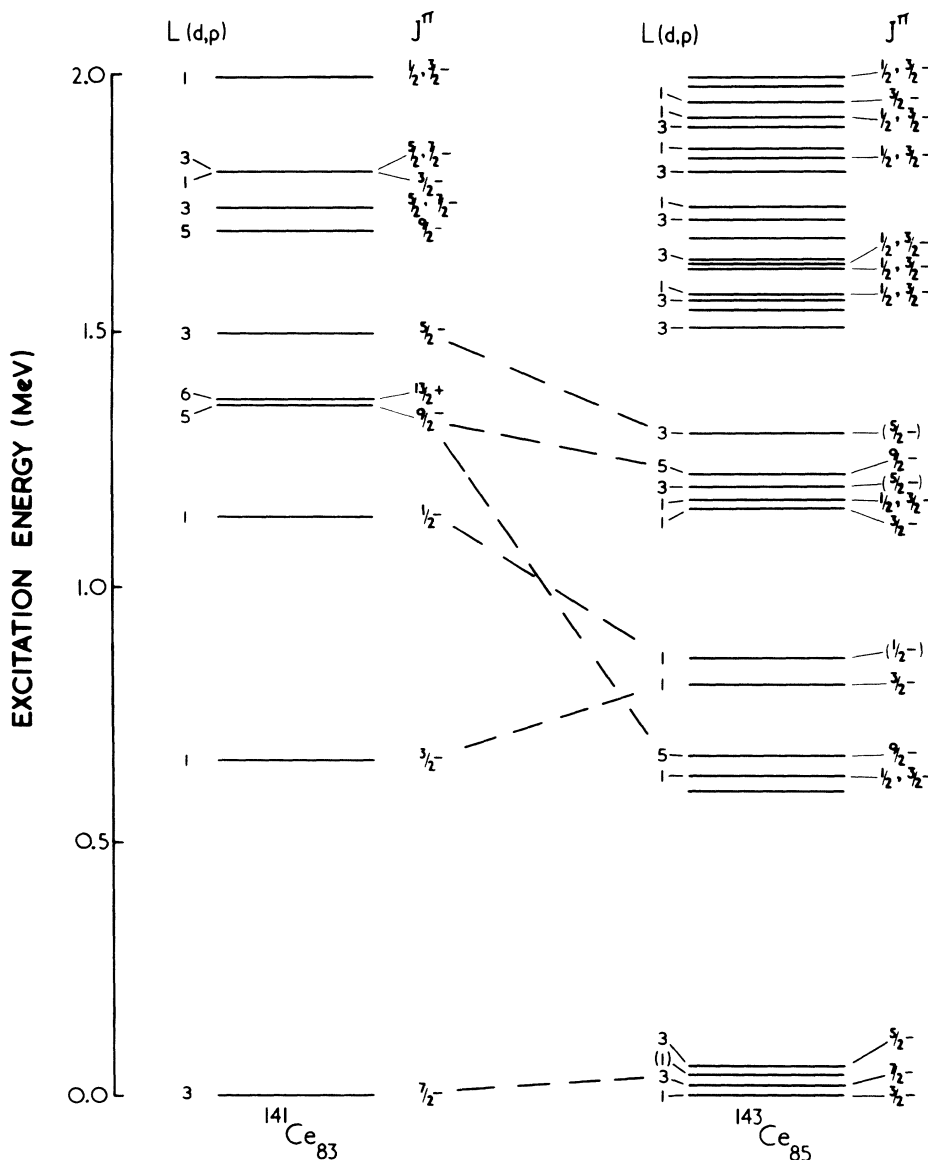 L (d,p) J^π L (d,p) J^π
2.0
1 1/2, 3/2−
3 5/2, 7/2−
1 3/2−
3 5/2, 7/2−
5 9/2−
1.5
3 5/2−
6 13/2+
5 9/2−
1 1/2−
1.0
1 3/2−
0.5
0.0
3 7/2−
EXCITATION ENERGY (MeV)
141Ce83
1/2, 3/2−
1 3/2−
1 1/2, 3/2−
3
1
1/2, 3/2−
3
1
3
3 1/2, 3/2−
1/2, 3/2−
1 1/2, 3/2−
3
3
3 (5/2−)
5 9/2−
3 (5/2−)
1 1/2, 3/2−
1 3/2−
1 (1/2−)
1 3/2−
5 9/2−
1 1/2, 3/2−
3 5/2−
(1)
3 7/2−
1 3/2−
143Ce85